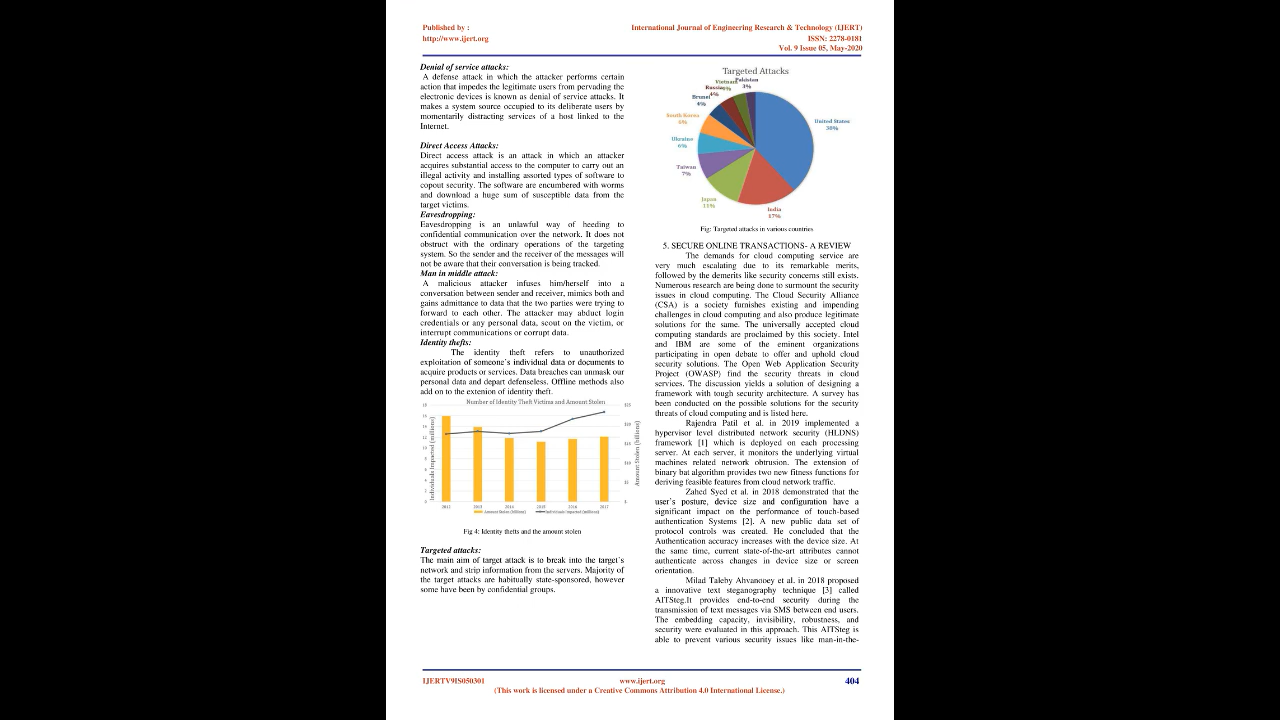 Published by :
http://www.ijert.org
International Journal of Engineering Research & Technology (IJERT)
ISSN: 2278-0181
Vol. 9 Issue 05, May-2020
Denial of service attacks:
A defense attack in which the attacker performs certain
action that impedes the legitimate users from pervading the
electronic devices is known as denial of service attacks. It
makes a system source occupied to its deliberate users by
momentarily distracting services of a host linked to the
Internet.
Direct Access Attacks:
Direct access attack is an attack in which an attacker
acquires substantial access to the computer to carry out an
illegal activity and installing assorted types of software to
copout security. The software are encumbered with worms
and download a huge sum of susceptible data from the
target victims.
Eavesdropping:
Eavesdropping is an unlawful way of heeding to
confidential communication over the network. It does not
obstruct with the ordinary operations of the targeting
system. So the sender and the receiver of the messages will
not be aware that their conversation is being tracked.
Man in middle attack:
A malicious attacker infuses him/herself into a
conversation between sender and receiver, mimics both and
gains admittance to data that the two parties were trying to
forward to each other. The attacker may abduct login
credentials or any personal data, scout on the victim, or
interrupt communications or corrupt data.
Identity thefts:
The identity theft refers to unauthorized
exploitation of someone's individual data or documents to
acquire products or services. Data breaches can unmask our
personal data and depart defenseless. Offline methods also
add on to the extenion of identity theft.
Number of Identity Theft Victims and Amount Stolen
Individuals Impacted (millions)
Amount Stolen (billions)
2012 2013 2014 2015 2016 2017
Amount Stolen (billions) Individuals Impacted (millions)
Fig 4: Identity thefts and the amount stolen
Targeted attacks:
The main aim of target attack is to break into the target's
network and strip information from the servers. Majority of
the target attacks are habitually state-sponsored, however
some have been by confidential groups.
Targeted Attacks
Pakistan
3%
Vietnam
Russia
4%
Brunei
4%
South Korea
6%
Ukraine
6%
Taiwan
7%
Japan
11%
India
17%
United States
38%
Fig: Targeted attacks in various countries
5. SECURE ONLINE TRANSACTIONS- A REVIEW
The demands for cloud computing service are
very much escalating due to its remarkable merits,
followed by the demerits like security concerns still exists.
Numerous research are being done to surmount the security
issues in cloud computing. The Cloud Security Alliance
(CSA) is a society furnishes existing and impending
challenges in cloud computing and also produce legitimate
solutions for the same. The universally accepted cloud
computing standards are proclaimed by this society. Intel
and IBM are some of the eminent organizations
participating in open debate to offer and uphold cloud
security solutions. The Open Web Application Security
Project (OWASP) find the security threats in cloud
services. The discussion yields a solution of designing a
framework with tough security architecture. A survey has
been conducted on the possible solutions for the security
threats of cloud computing and is listed here.
Rajendra Patil et al. in 2019 implemented a
hypervisor level distributed network security (HLDNS)
framework [1] which is deployed on each processing
server. At each server, it monitors the underlying virtual
machines related network obtrusion. The extension of
binary bat algorithm provides two new fitness functions for
deriving feasible features from cloud network traffic.
Zahed Syed et al. in 2018 demonstrated that the
user's posture, device size and configuration have a
significant impact on the performance of touch-based
authentication Systems [2]. A new public data set of
protocol controls was created. He concluded that the
Authentication accuracy increases with the device size. At
the same time, current state-of-the-art attributes cannot
authenticate across changes in device size or screen
orientation.
Milad Taleby Ahvanooey et al. in 2018 proposed
a innovative text steganography technique [3] called
AITSteg.It provides end-to-end security during the
transmission of text messages via SMS between end users.
The embedding capacity, invisibility, robustness, and
security were evaluated in this approach. This AITSteg is
able to prevent various security issues like man-in-the-
IJERTV9IS050301
www.ijert.org
404
(This work is licensed under a Creative Commons Attribution 4.0 International License.)